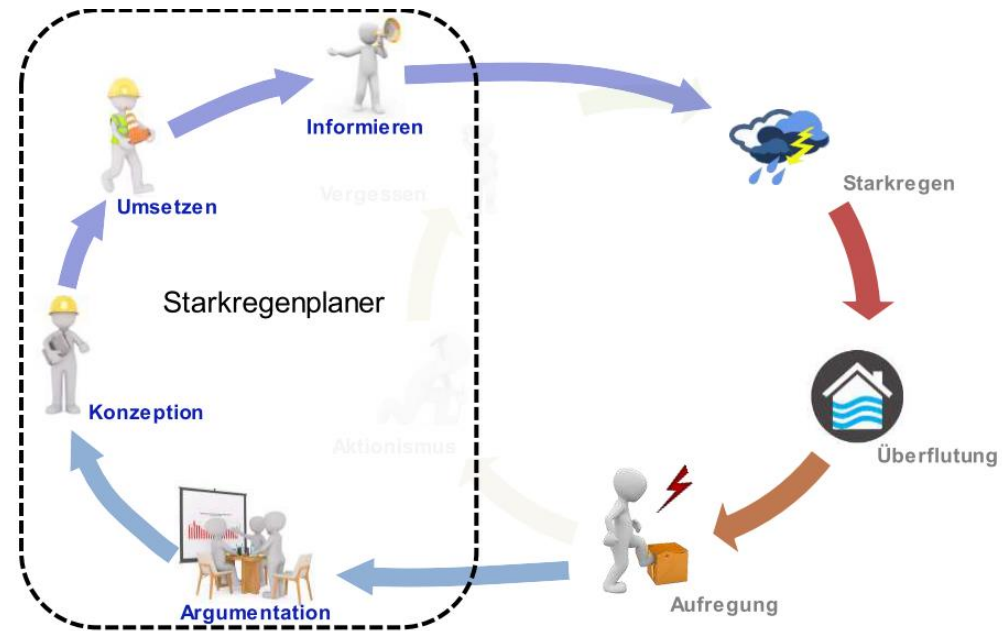 Informieren
Vergessen
Starkregen
Umsetzen
Starkregenplaner
Konzeption
Aktionismus
Überflutung
Argumentation
Aufregung